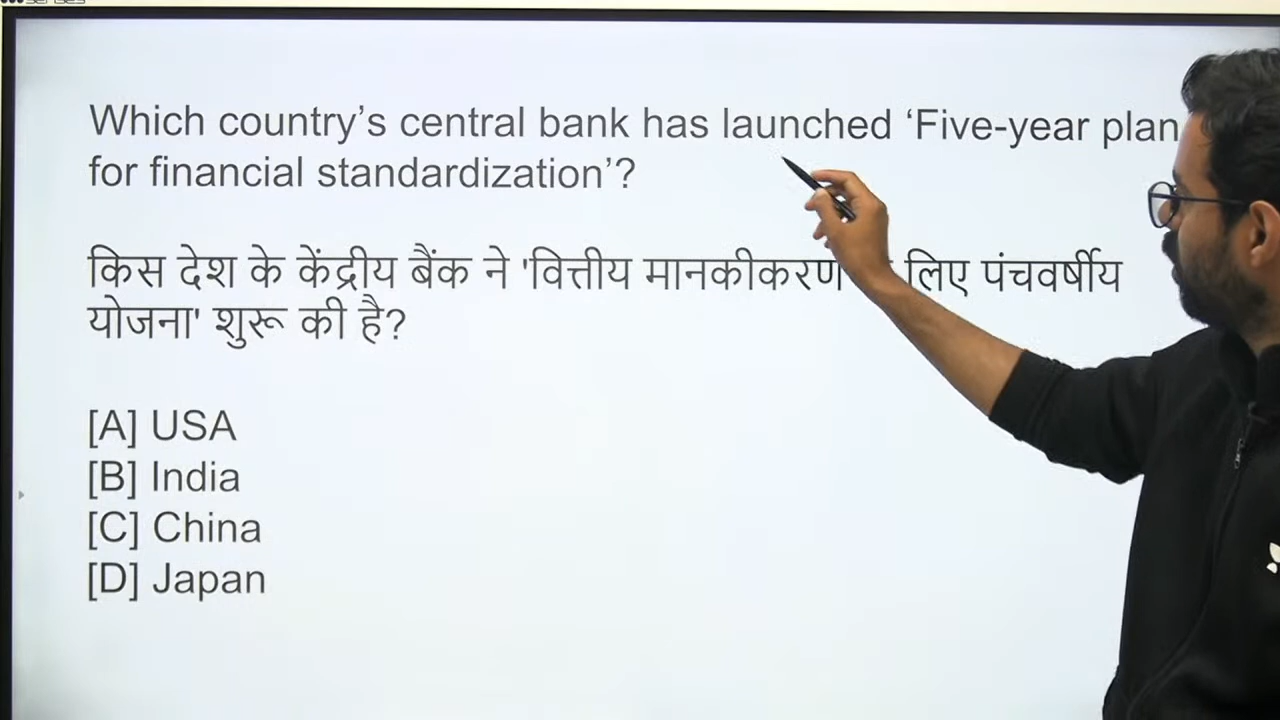 Which country’s central bank has launched ‘Five-year plan
for financial standardization’?
किस देश के केंद्रीय बैंक ने 'वित्तीय मानकीकरण लिए पंचवर्षीय
योजना' शुरू की है?
[A] USA
[B] India
[C] China
[D] Japan